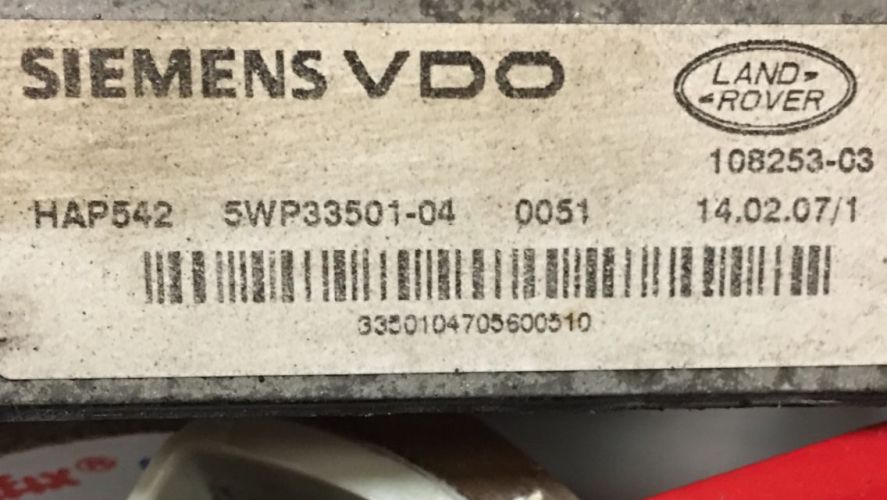 SIEMENS VDO
LAND-
-ROVER
108253-03
HAP542 5WP33501-04 0051 14.02.07/1
3350104705600510